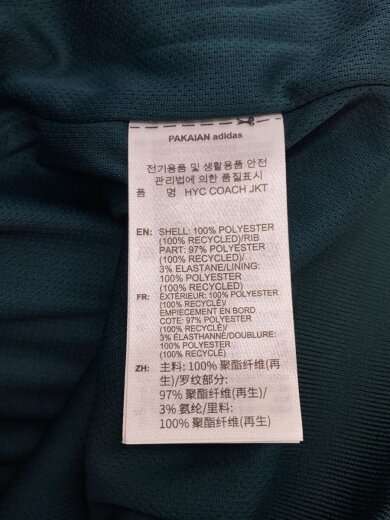 PAKAIAN adidas
전기용품 및 생활용품 안전
관리법에 의한 품질표시
품 명 HYC COACH JKT
EN: SHELL: 100% POLYESTER
(100% RECYCLED)/RIB
PART: 97% POLYESTER
(100% RECYCLED)/
3% ELASTANE/LINING:
100% POLYESTER
(100% RECYCLED)
FR: EXTÉRIEUR: 100% POLYESTER
(100% RECYCLÉ)/
EMPIECEMENT EN BORD
COTE: 97% POLYESTER
(100% RECYCLÉ)/
3% ÉLASTHANNE/DOUBLURE:
100% POLYESTER
(100% RECYCLÉ)
ZH: 主料: 100% 聚酯纤维(再
生)/罗纹部分:
97% 聚酯纤维(再生)/
3% 氨纶/里料:
100% 聚酯纤维(再生)